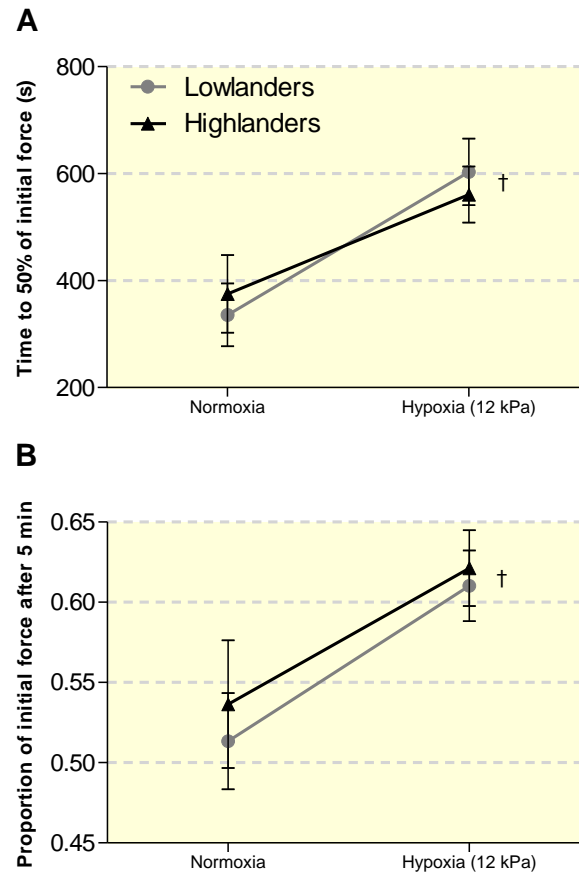 A
Time to 50% of initial force (s)
800
600
400
200
Lowlanders
Highlanders
†
Normoxia
Hypoxia (12 kPa)
B
Proportion of initial force after 5 min
0.65
0.60
0.55
0.50
0.45
†
Normoxia
Hypoxia (12 kPa)